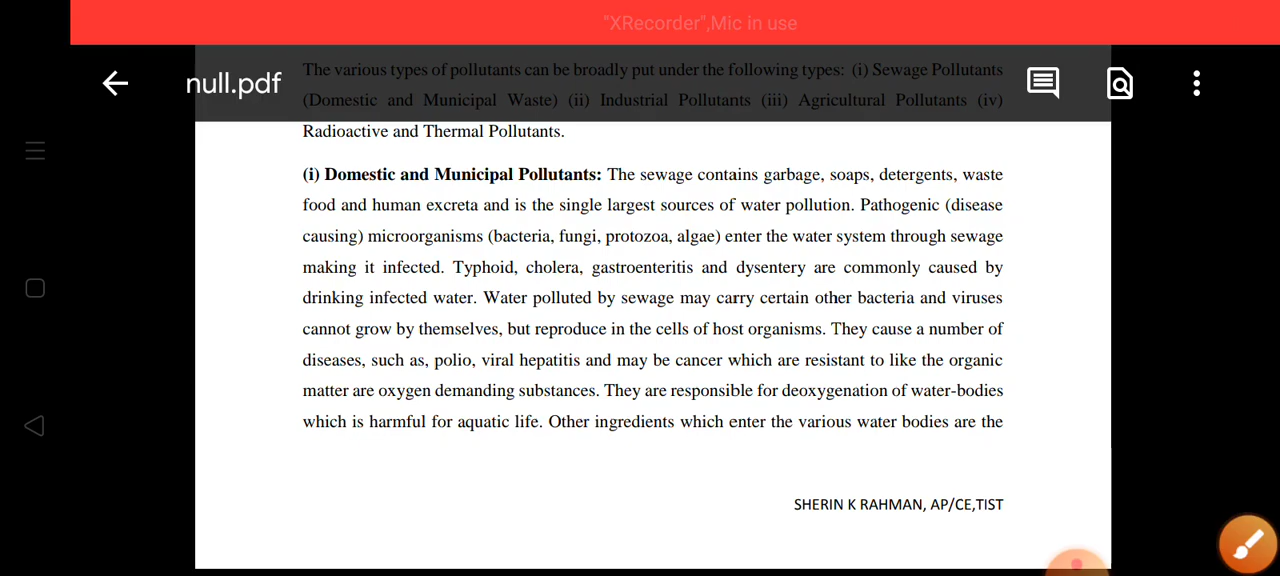 "XRecorder",Mic in use
null.pdf
The various types of pollutants can be broadly put under the following types: (i) Sewage Pollutants
(Domestic and Municipal Waste) (ii) Industrial Pollutants (iii) Agricultural Pollutants (iv)
Radioactive and Thermal Pollutants.
(i) Domestic and Municipal Pollutants: The sewage contains garbage, soaps, detergents, waste
food and human excreta and is the single largest sources of water pollution. Pathogenic (disease
causing) microorganisms (bacteria, fungi, protozoa, algae) enter the water system through sewage
making it infected. Typhoid, cholera, gastroenteritis and dysentery are commonly caused by
drinking infected water. Water polluted by sewage may carry certain other bacteria and viruses
cannot grow by themselves, but reproduce in the cells of host organisms. They cause a number of
diseases, such as, polio, viral hepatitis and may be cancer which are resistant to like the organic
matter are oxygen demanding substances. They are responsible for deoxygenation of water-bodies
which is harmful for aquatic life. Other ingredients which enter the various water bodies are the
SHERIN K RAHMAN, AP/CE,TIST